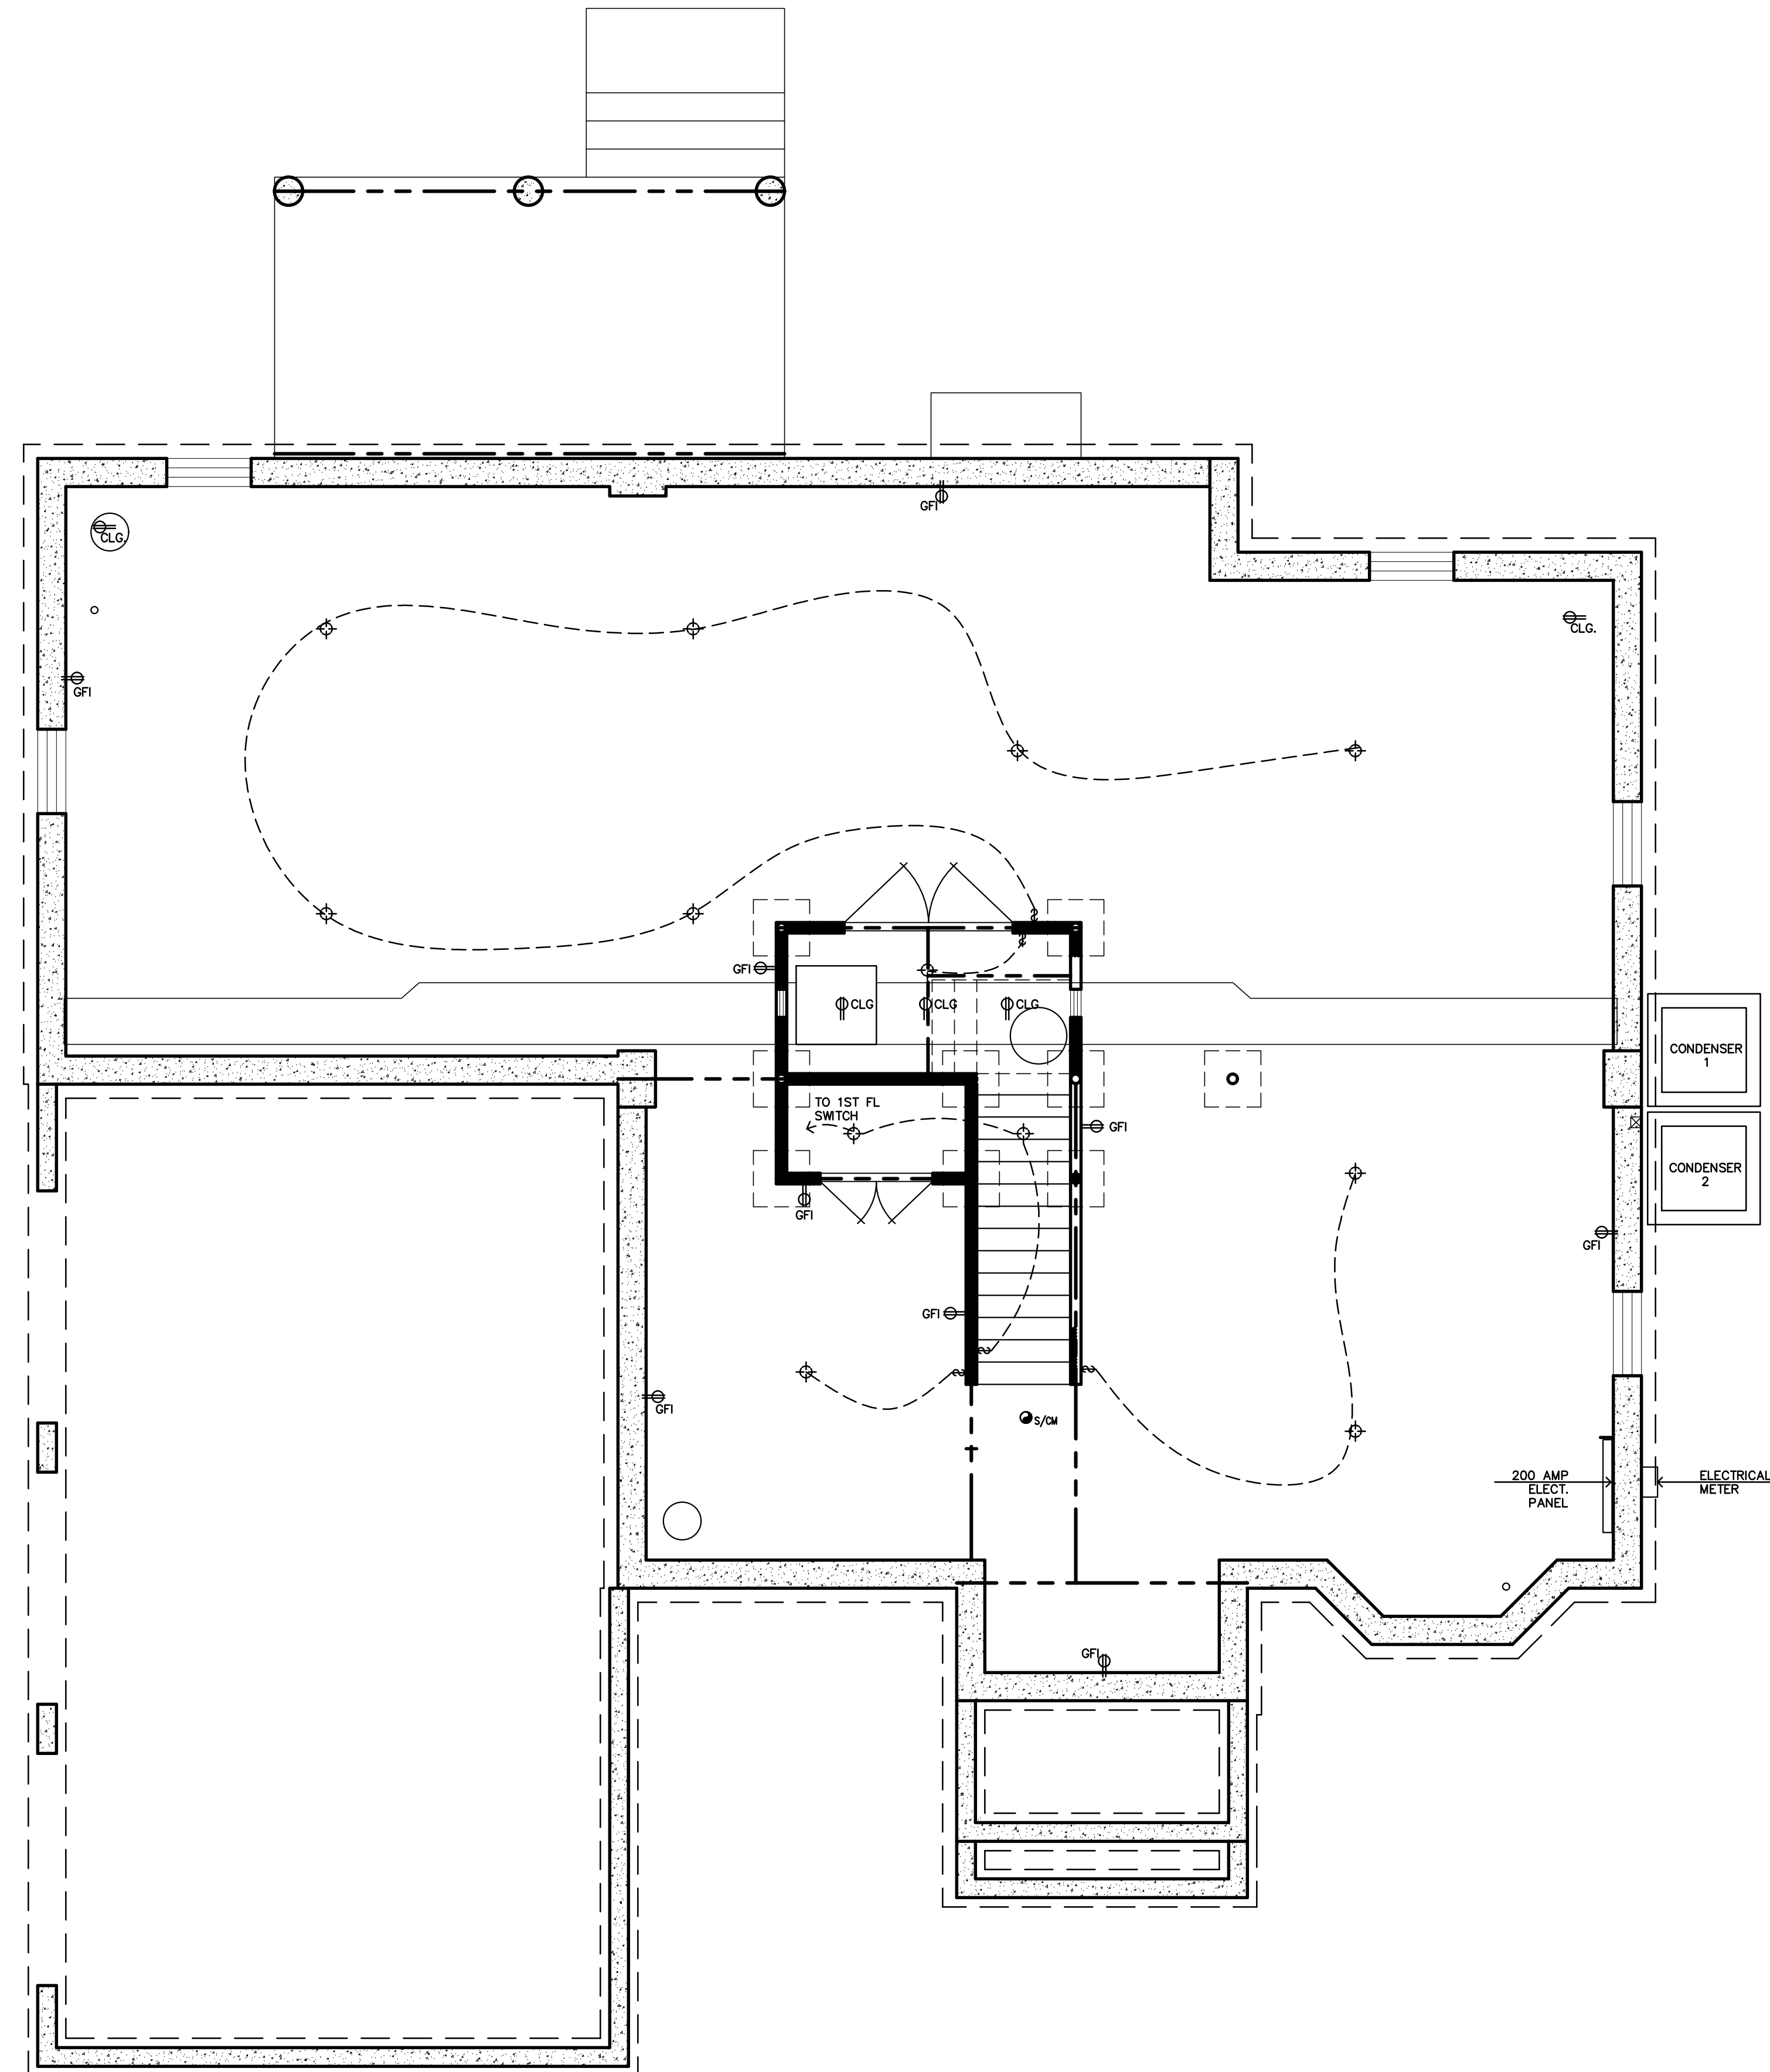 GFI
CLG.
CLG.
GFI
GFI
CLG
CLG
CLG
CONDENSER
1
TO 1ST FL
SWITCH
GFI
CONDENSER
2
GFI
GFI
GFI
GFI
S/CM
200 AMP
ELECT.
PANEL
ELECTRICAL
METER
GFI